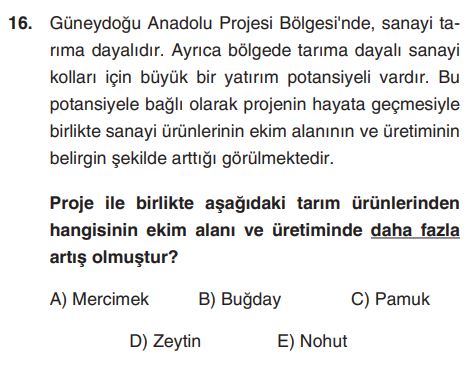 16. Güneydoğu Anadolu Projesi Bölgesi'nde, sanayi ta-
rıma dayalıdır. Ayrıca bölgede tarıma dayalı sanayi
kolları için büyük bir yatırım potansiyeli vardır. Bu
potansiyele bağlı olarak projenin hayata geçmesiyle
birlikte sanayi ürünlerinin ekim alanının ve üretiminin
belirgin şekilde arttığı görülmektedir.
Proje ile birlikte aşağıdaki tarım ürünlerinden
hangisinin ekim alanı ve üretiminde daha fazla
artış olmuştur?
A) Mercimek B) Buğday C) Pamuk
D) Zeytin E) Nohut